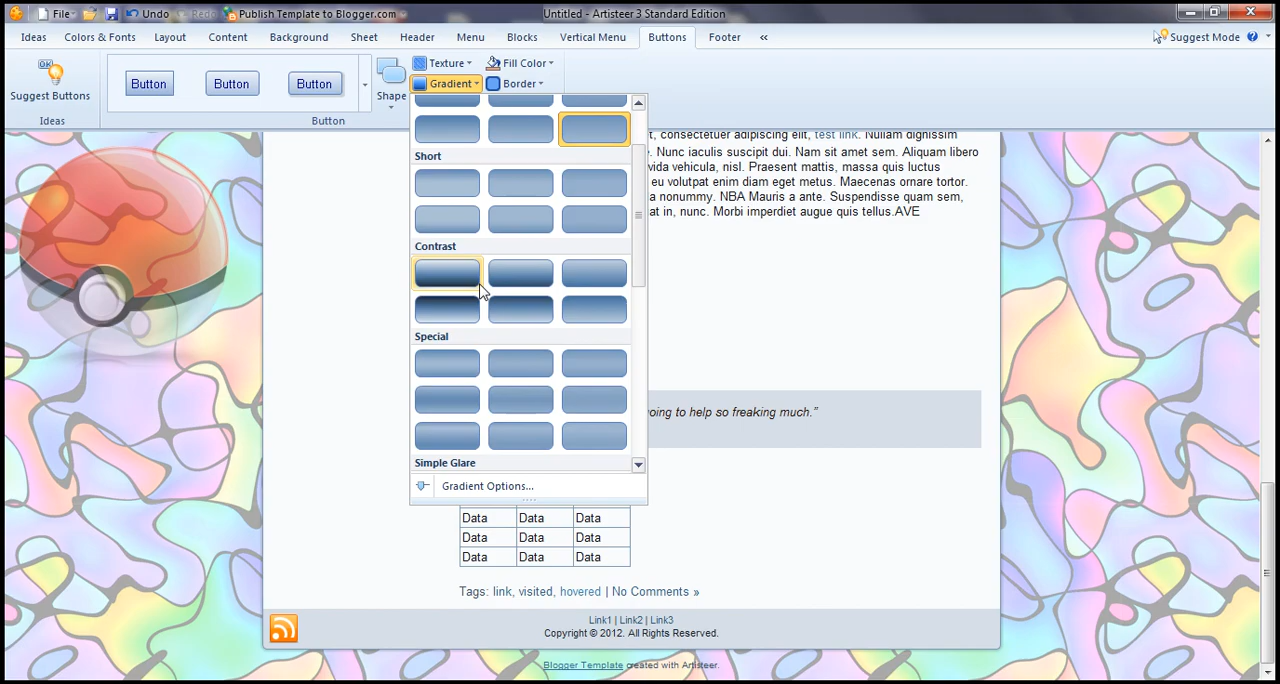 File Undo Redo Publish Template to Blogger.com Untitled - Artisteer 3 Standard Edition
Ideas Colors & Fonts Layout Content Background Sheet Header Menu Blocks Vertical Menu Buttons Footer « Suggest Mode
OK
Suggest Buttons
Ideas
Button Button Button
Shape
Texture Fill Color
Gradient Border
Button
Short
Contrast
Special
Simple Glare
Gradient Options...
t, consectetuer adipiscing elit, test link. Nullam dignissim
. Nunc iaculis suscipit dui. Nam sit amet sem. Aliquam libero
vida vehicula, nisl. Praesent mattis, massa quis luctus
eu volutpat enim diam eget metus. Maecenas ornare tortor.
a nonummy. NBA Mauris a ante. Suspendisse quam sem,
at in, nunc. Morbi imperdiet augue quis tellus.AVE
oing to help so freaking much.”
Data Data Data
Data Data Data
Data Data Data
Tags: link, visited, hovered | No Comments »
Link1 | Link2 | Link3
Copyright © 2012. All Rights Reserved.
Blogger Template created with Artisteer.